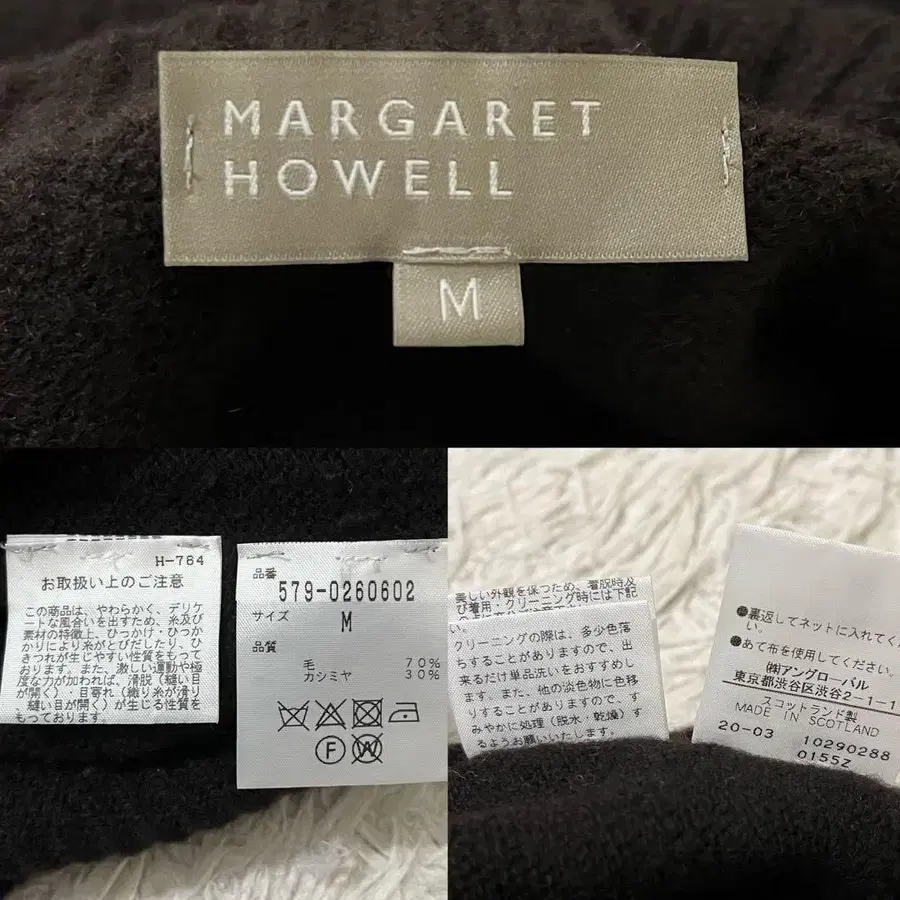 MARGARET
HOWELL
M
H-764
お取扱い上のご注意
この商品は、やわらかく、デリケ
ートな風合いを出すため、糸及び
素材の特徴上、ひっかけ・ひっか
かりにより糸がとびだしたり、ひ
きつれが生じやすい性質をもって
おります。また、激しい運動や極
度な力が加われば、滑脱(縫い目
が開く)・目寄れ(織り糸が滑り、
縫い目が開く)が生じる性質を
もっております。
品番
579-0260602
サイズ
M
品質
毛 70%
カシミヤ 30%
F
W
美しい外観を保つため、着脱時及
び着用・クリーニング時には下記
い。
クリーニングの際は、多少色落
ちすることがありますので、出
来るだけ単品洗いをおすすめし
ます。また、他の淡色物に色移
りすることがありますので、す
みやかに処理(脱水・乾燥)す
るようお願いいたします。
●裏返してネットに入れてくだ
い。
●あて布を使用してください。
㈱アングローバル
東京都渋谷区渋谷2-1-1
スコットランド製
MADE IN SCOTLAND
20-03 10290288
0155Z